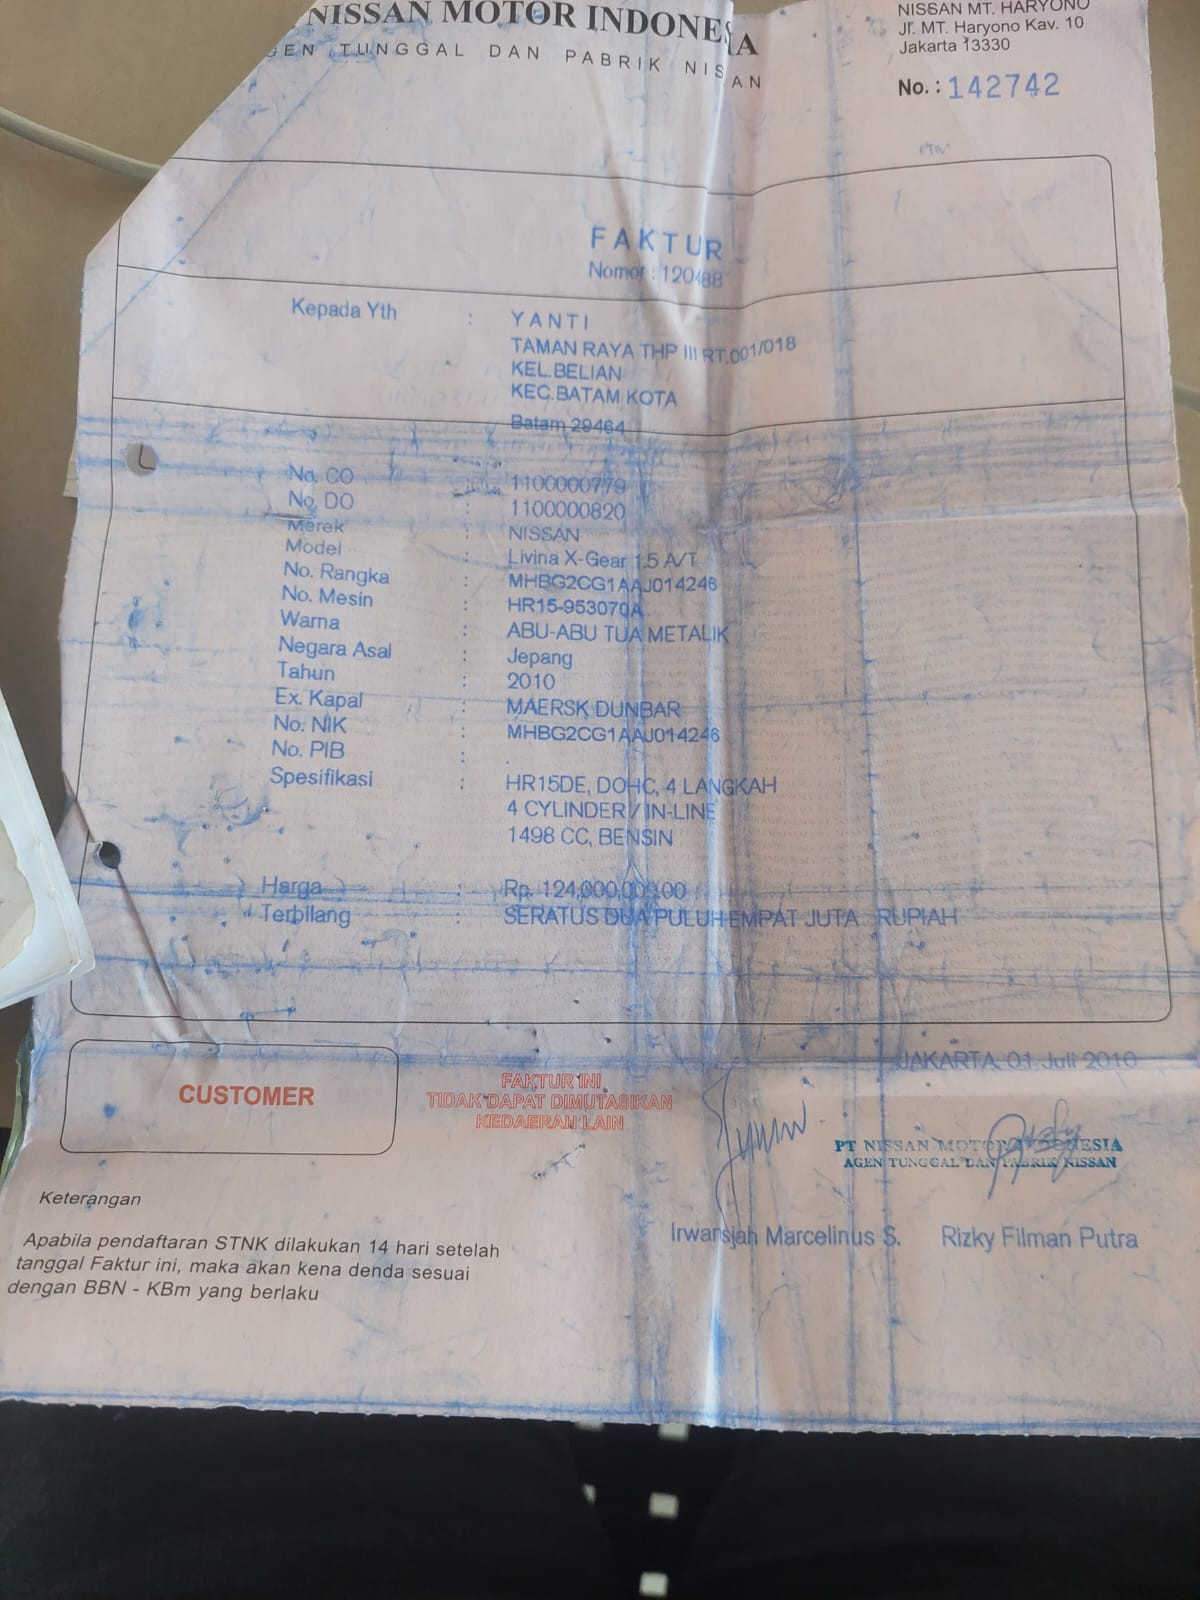 NISSAN MOTOR INDONESIA
GEN TUNGGAL DAN PABRIK NISSAN
NISSAN MT. HARYONO
Jl. MT. Haryono Kav. 10
Jakarta 13330
No. : 142742
FAKTUR
Nomor : 120488
Kepada Yth : YANTI
TAMAN RAYA THP III RT.001/018
KEL.BELIAN
KEC.BATAM KOTA
Batam 29464
No. CO : 1100000779
No. DO : 1100000820
Merek : NISSAN
Model : Livina X-Gear 1.5 A/T
No. Rangka : MHBG2CG1AAJ014246
No. Mesin : HR15-953070A
Warna : ABU-ABU TUA METALIK
Negara Asal : Jepang
Tahun : 2010
Ex. Kapal : MAERSK DUNBAR
No. NIK : MHBG2CG1AAJ014246
No. PIB : .
Spesifikasi : HR15DE, DOHC, 4 LANGKAH
4 CYLINDER / IN-LINE
1498 CC, BENSIN
Harga : Rp. 124,000,000.00
Terbilang : SERATUS DUA PULUH EMPAT JUTA RUPIAH
JAKARTA, 01 Juli 2010
CUSTOMER
FAKTUR INI
TIDAK DAPAT DIMUTASIKAN
KEDAERAH LAIN
PT NISSAN MOTOR INDONESIA
AGEN TUNGGAL DAN PABRIK NISSAN
Irwansjah Marcelinus S. Rizky Filman Putra
Keterangan
Apabila pendaftaran STNK dilakukan 14 hari setelah
tanggal Faktur ini, maka akan kena denda sesuai
dengan BBN - KBm yang berlaku